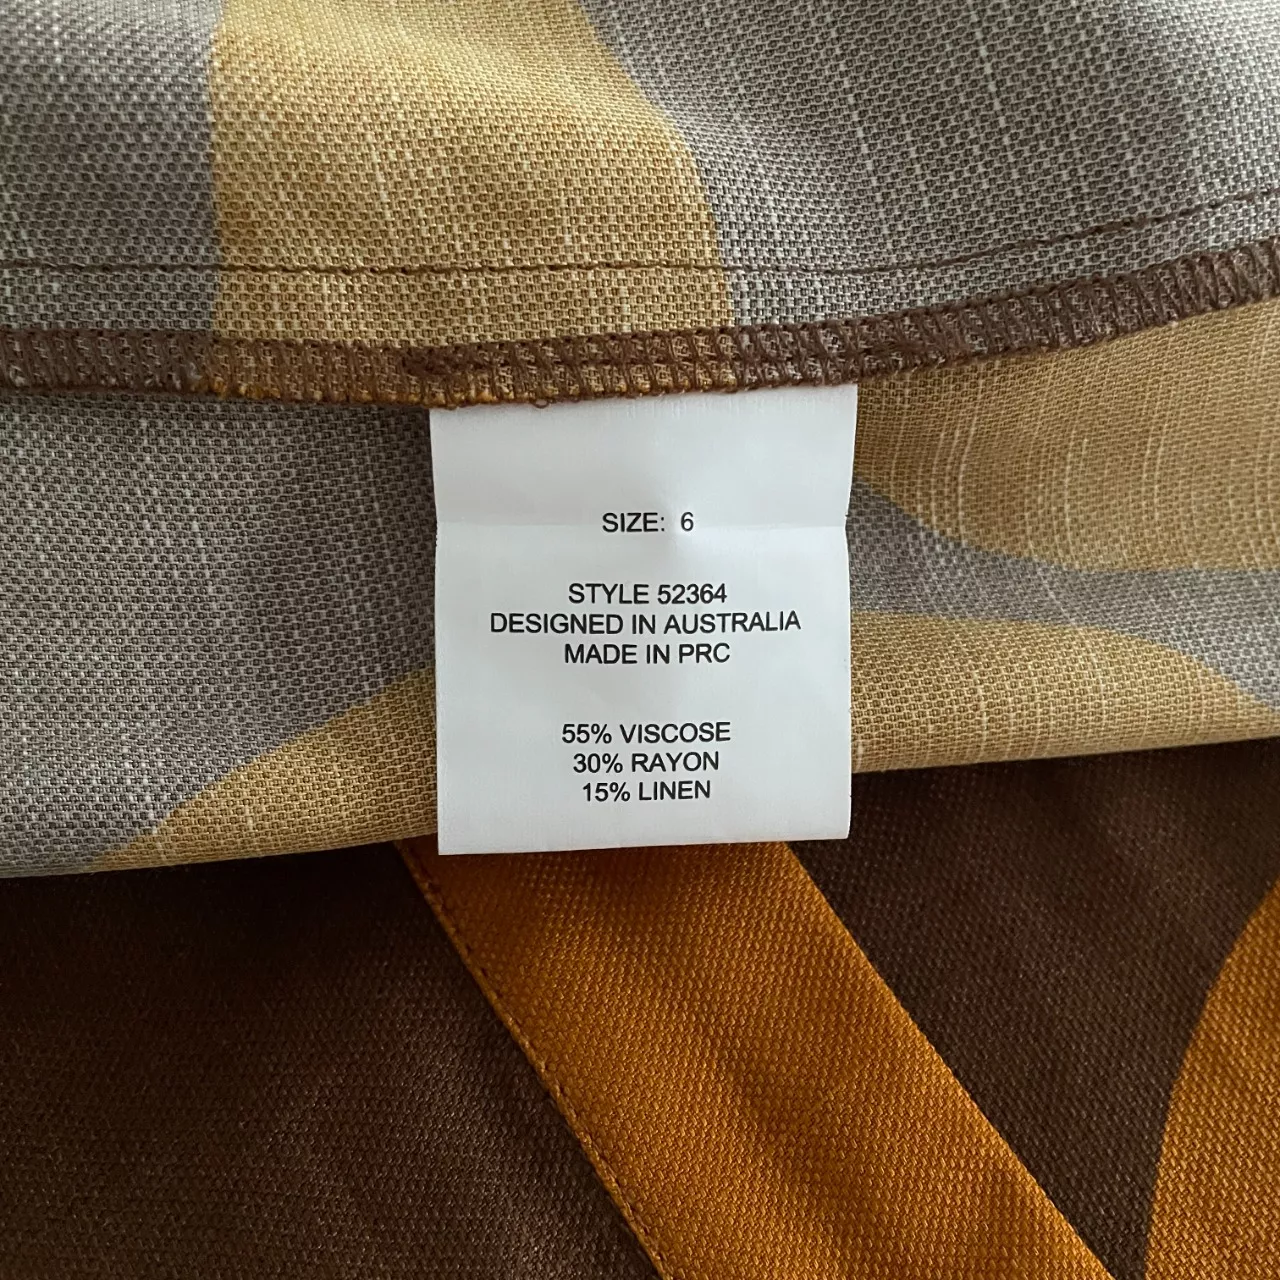 SIZE: 6
STYLE 52364
DESIGNED IN AUSTRALIA
MADE IN PRC
55% VISCOSE
30% RAYON
15% LINEN